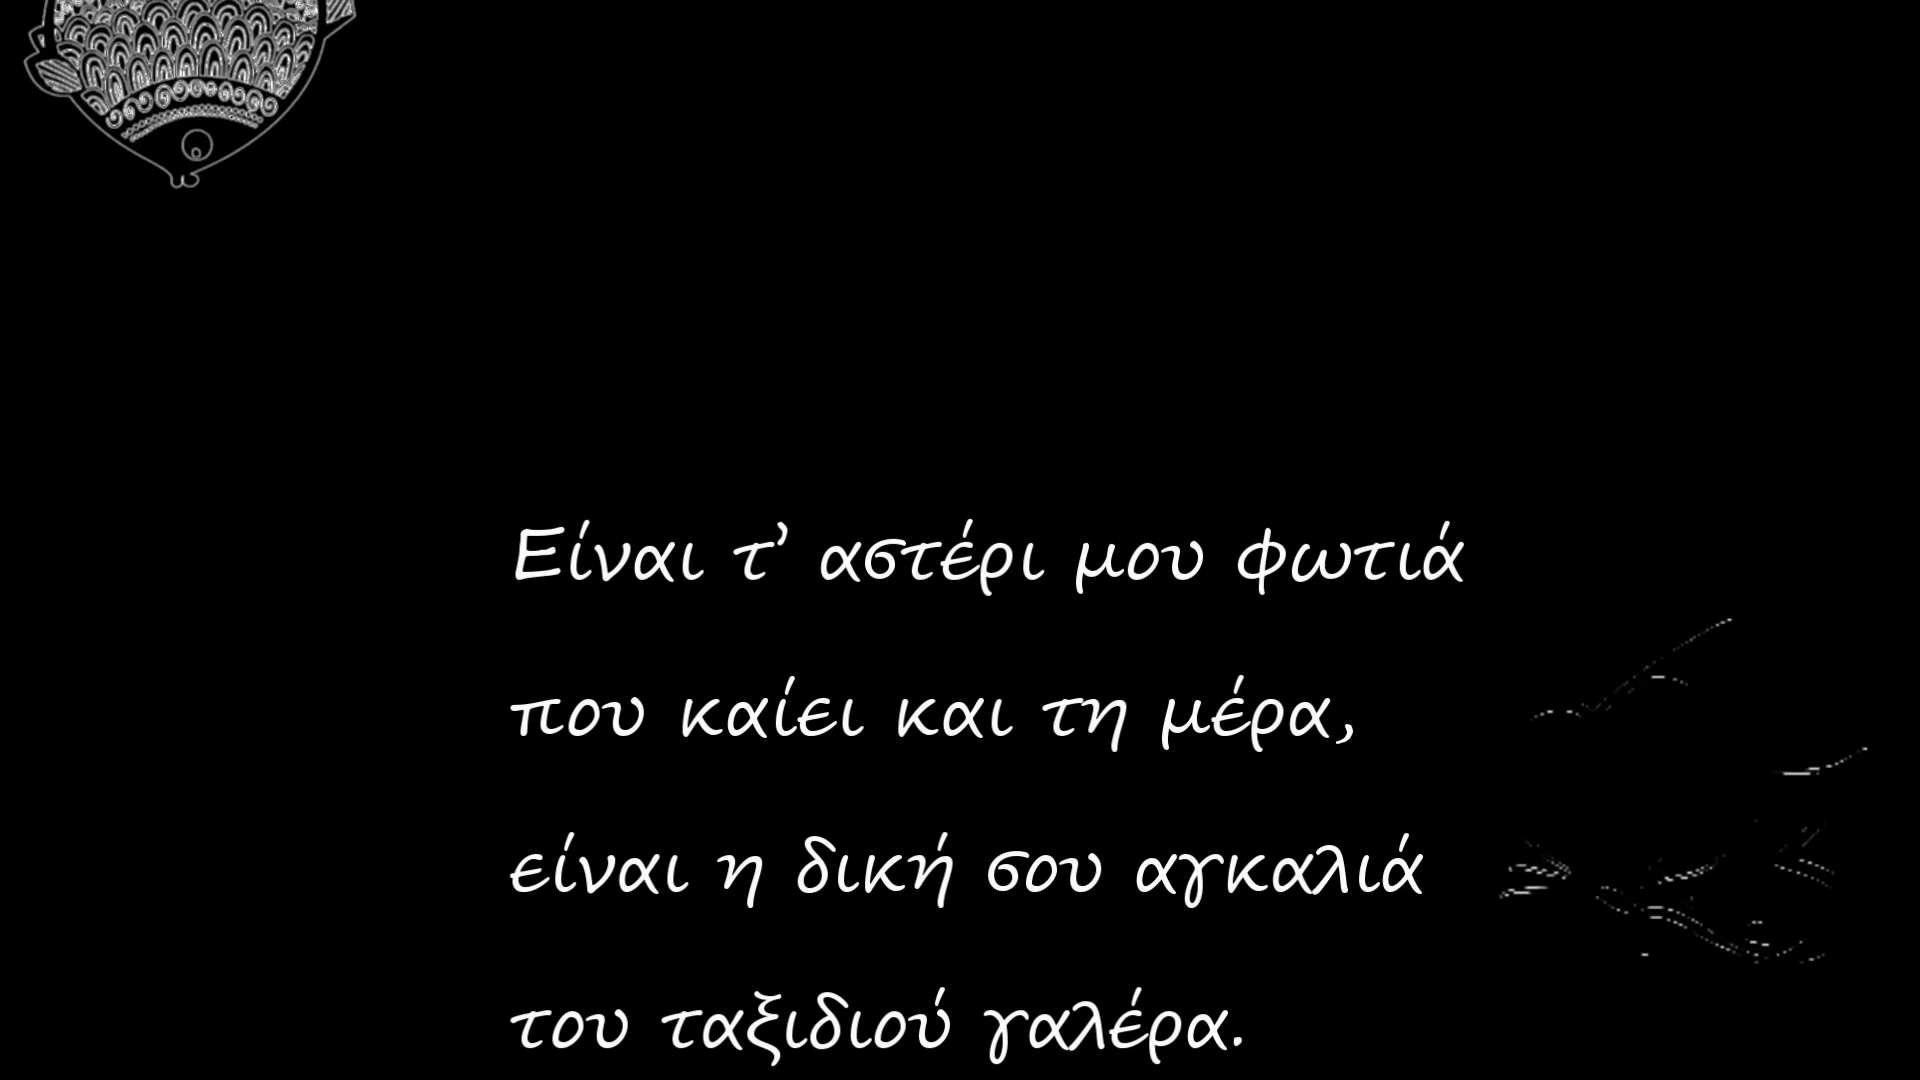 Είναι τ’ αστέρι μου φωτιά
που καίει και τη μέρα,
είναι η δική σου αγκαλιά
του ταξιδιού γαλέρα.